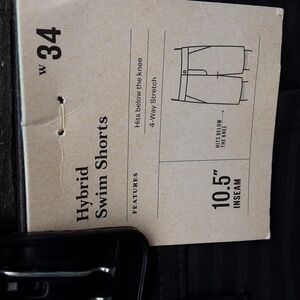 W 34
Hybrid
Swim Shorts
FEATURES
Hits below the knee
4-Way Stretch
HITS BELOW
THE KNEE
10.5"
INSEAM